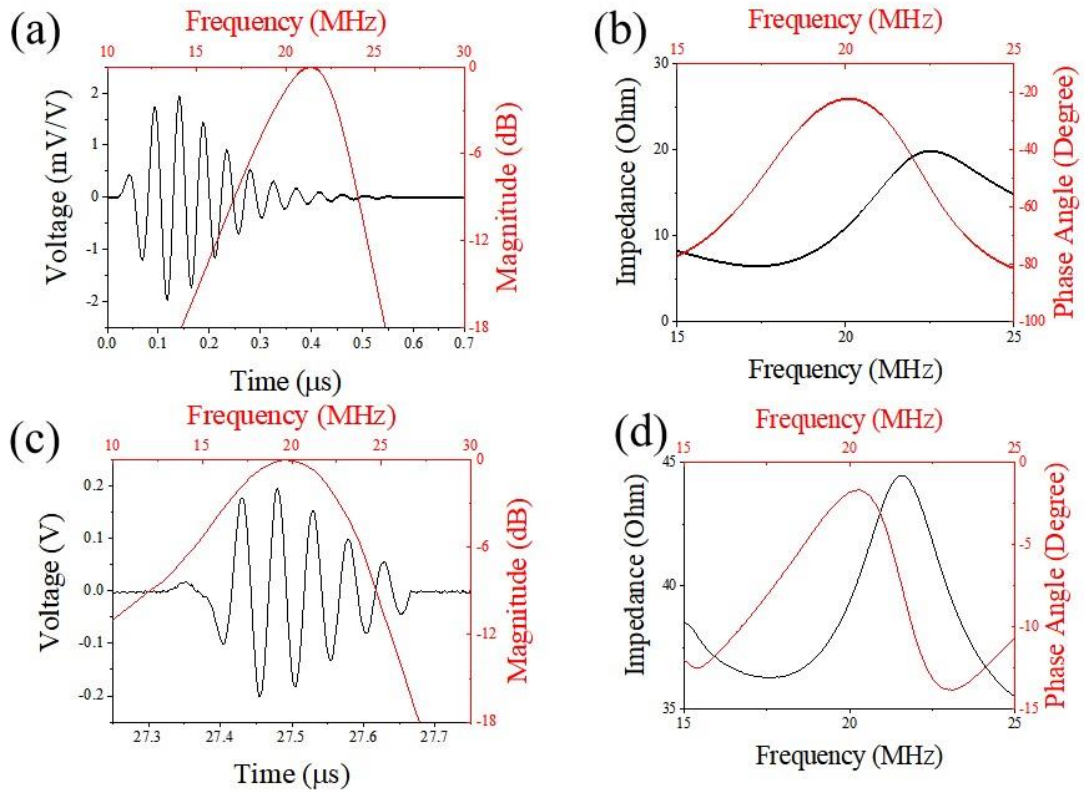 (a)
Frequency (MHz)
10 15 20 25 30
Voltage (mV/V)
2
1
0
-1
-2
0
-6
-12
-18
Magnitude (dB)
0.0 0.1 0.2 0.3 0.4 0.5 0.6 0.7
Time (μs)
(b)
Frequency (MHz)
15 20 25
Impedance (Ohm)
30
20
10
0
-20
-40
-60
-80
-100
Phase Angle (Degree)
15 20 25
Frequency (MHz)
(c)
Frequency (MHz)
10 15 20 25 30
Voltage (V)
0.2
0.1
0.0
-0.1
-0.2
0
-6
-12
-18
Magnitude (dB)
27.3 27.4 27.5 27.6 27.7
Time (μs)
(d)
Frequency (MHz)
15 20 25
Impedance (Ohm)
45
40
35
0
-5
-10
-15
Phase Angle (Degree)
15 20 25
Frequency (MHz)